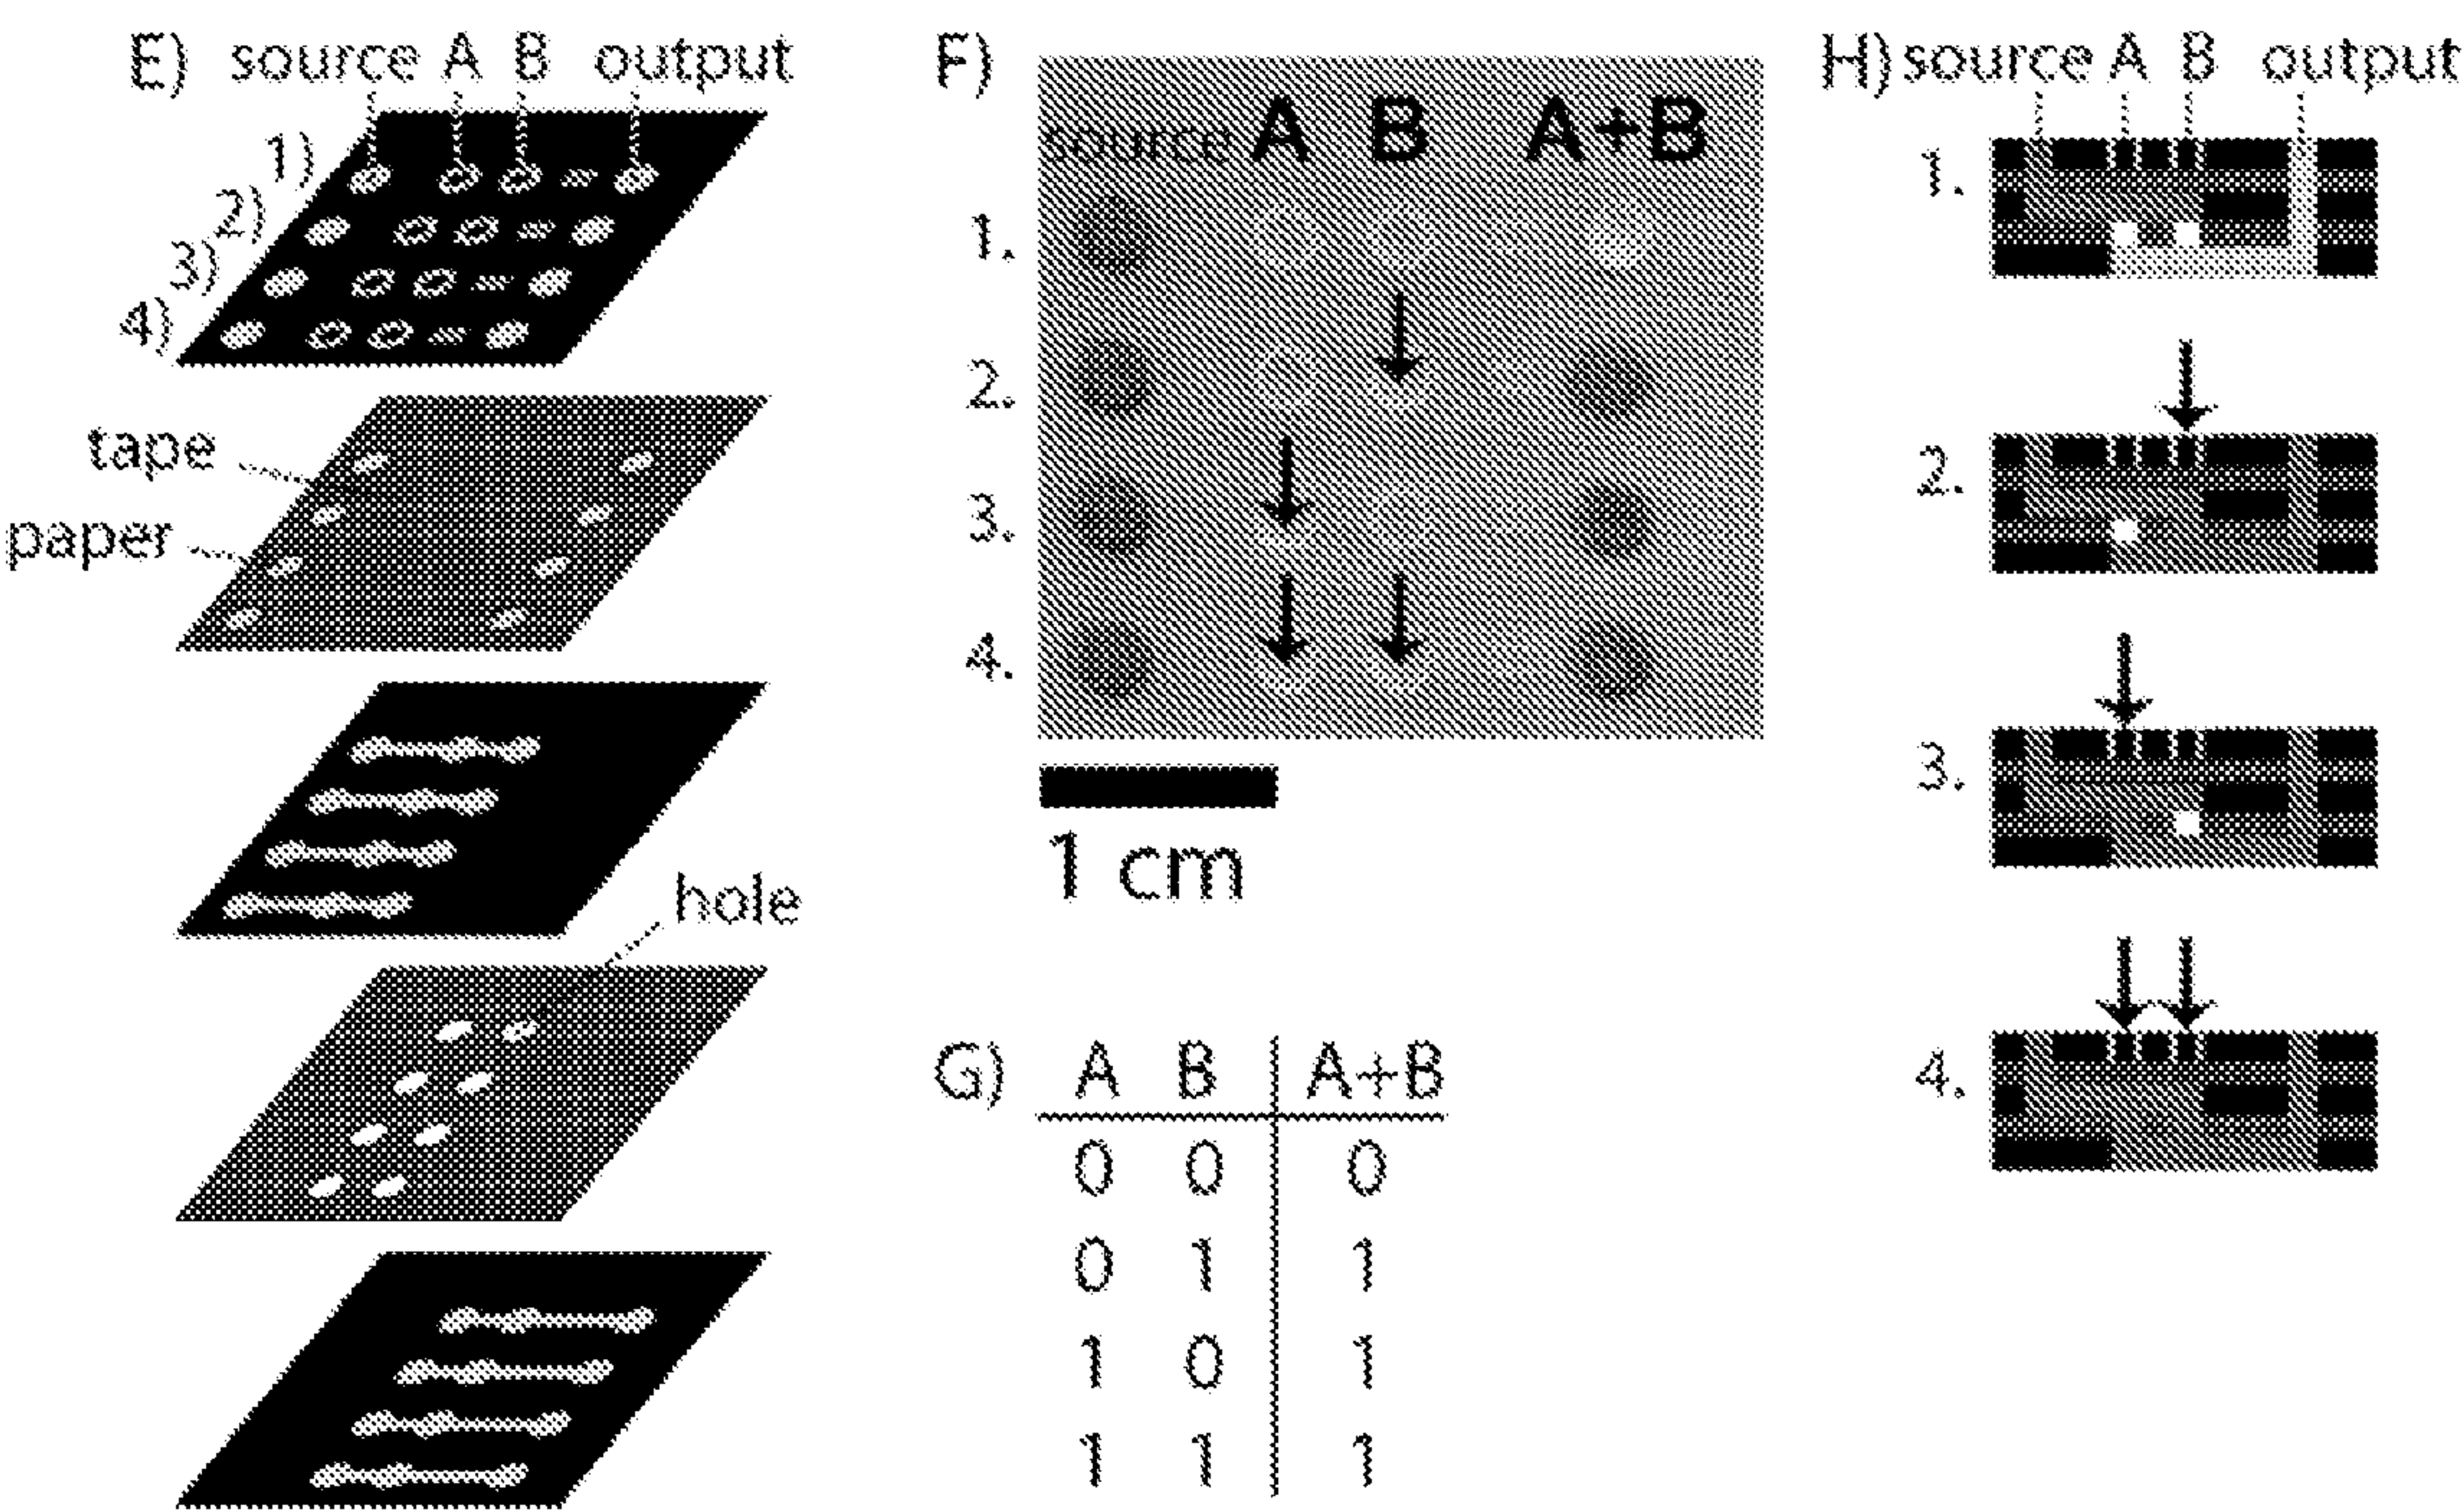 E) source A B output
1)
2)
3)
4)
tape
paper
hole
F)
source A B A+B
1.
2.
3.
4.
1 cm
G) A B A+B
0 0 0
0 1 1
1 0 1
1 1 1
H) source A B output
1.
2.
3.
4.